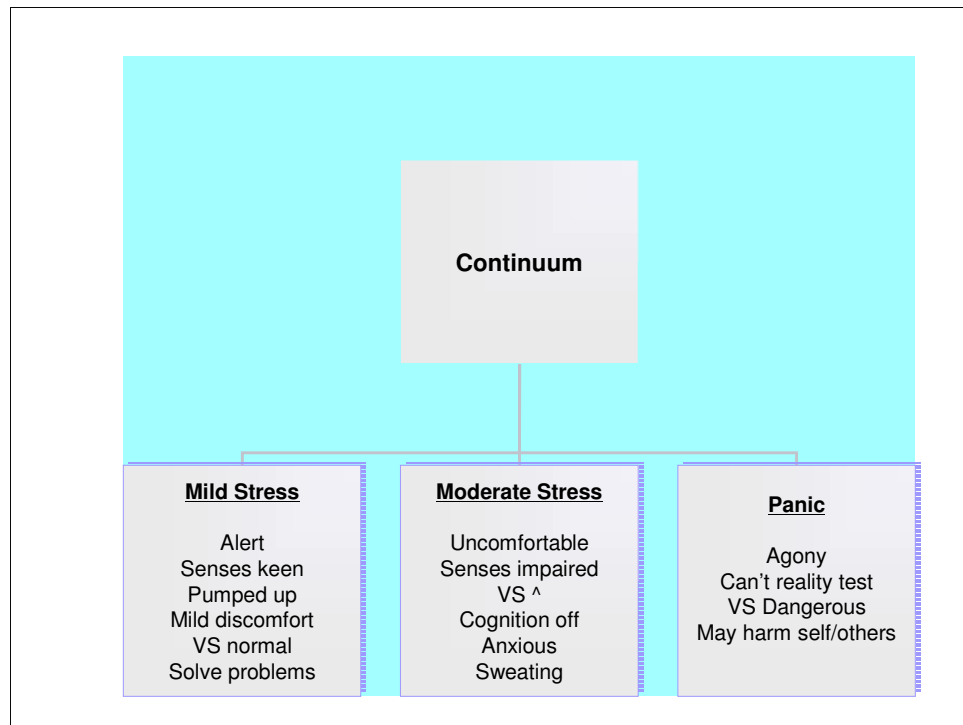 Continuum
Mild Stress
Alert
Senses keen
Pumped up
Mild discomfort
VS normal
Solve problems
Moderate Stress
Uncomfortable
Senses impaired
VS ^
Cognition off
Anxious
Sweating
Panic
Agony
Can’t reality test
VS Dangerous
May harm self/others